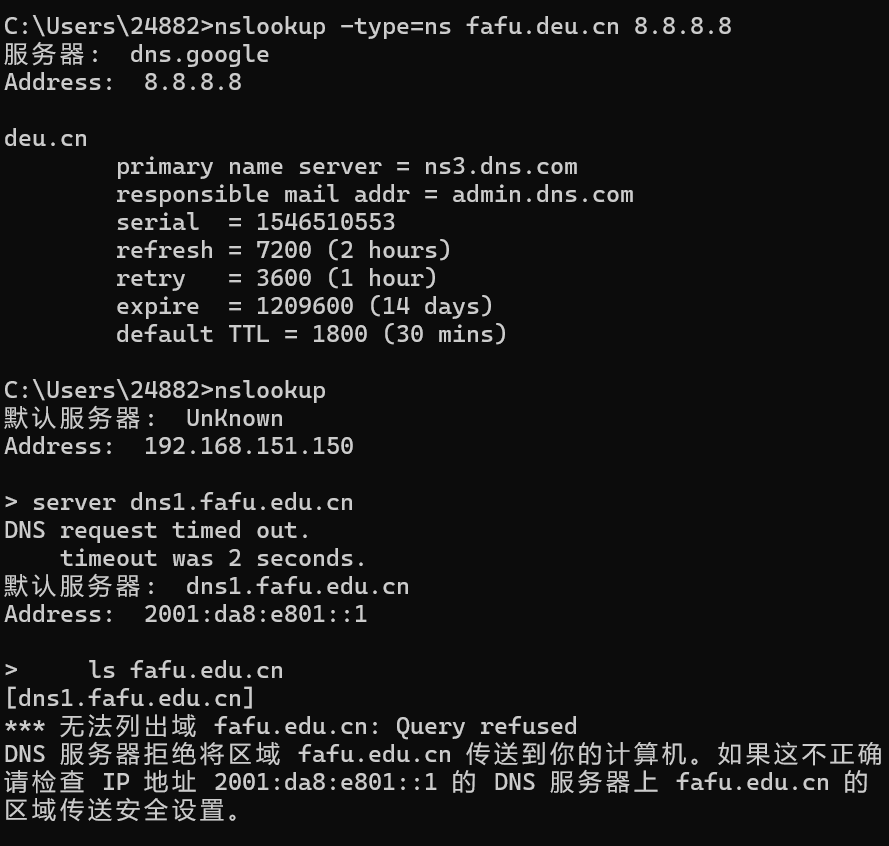 C:\Users\24882>nslookup -type=ns fafu.deu.cn 8.8.8.8
服务器:  dns.google
Address:  8.8.8.8

deu.cn
        primary name server = ns3.dns.com
        responsible mail addr = admin.dns.com
        serial  = 1546510553
        refresh = 7200 (2 hours)
        retry   = 3600 (1 hour)
        expire  = 1209600 (14 days)
        default TTL = 1800 (30 mins)

C:\Users\24882>nslookup
默认服务器:  UnKnown
Address:  192.168.151.150

> server dns1.fafu.edu.cn
DNS request timed out.
    timeout was 2 seconds.
默认服务器:  dns1.fafu.edu.cn
Address:  2001:da8:e801::1

>     ls fafu.edu.cn
[dns1.fafu.edu.cn]
*** 无法列出域 fafu.edu.cn: Query refused
DNS 服务器拒绝将区域 fafu.edu.cn 传送到你的计算机。如果这不正确
请检查 IP 地址 2001:da8:e801::1 的 DNS 服务器上 fafu.edu.cn 的
区域传送安全设置。